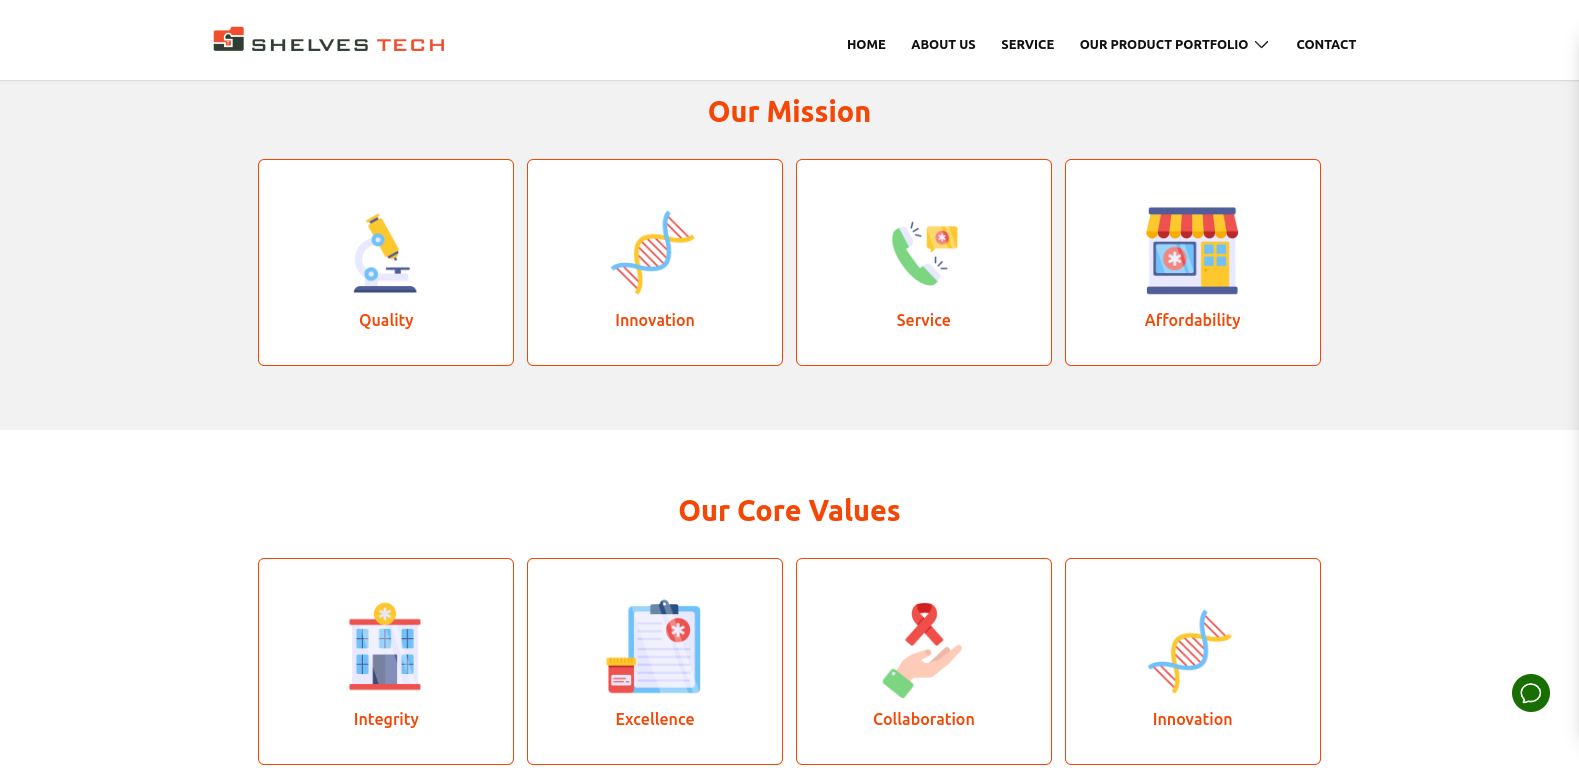 SHELVES TECH
HOME ABOUT US SERVICE OUR PRODUCT PORTFOLIO CONTACT
Our Mission
Quality Innovation Service Affordability
Our Core Values
Integrity Excellence Collaboration Innovation